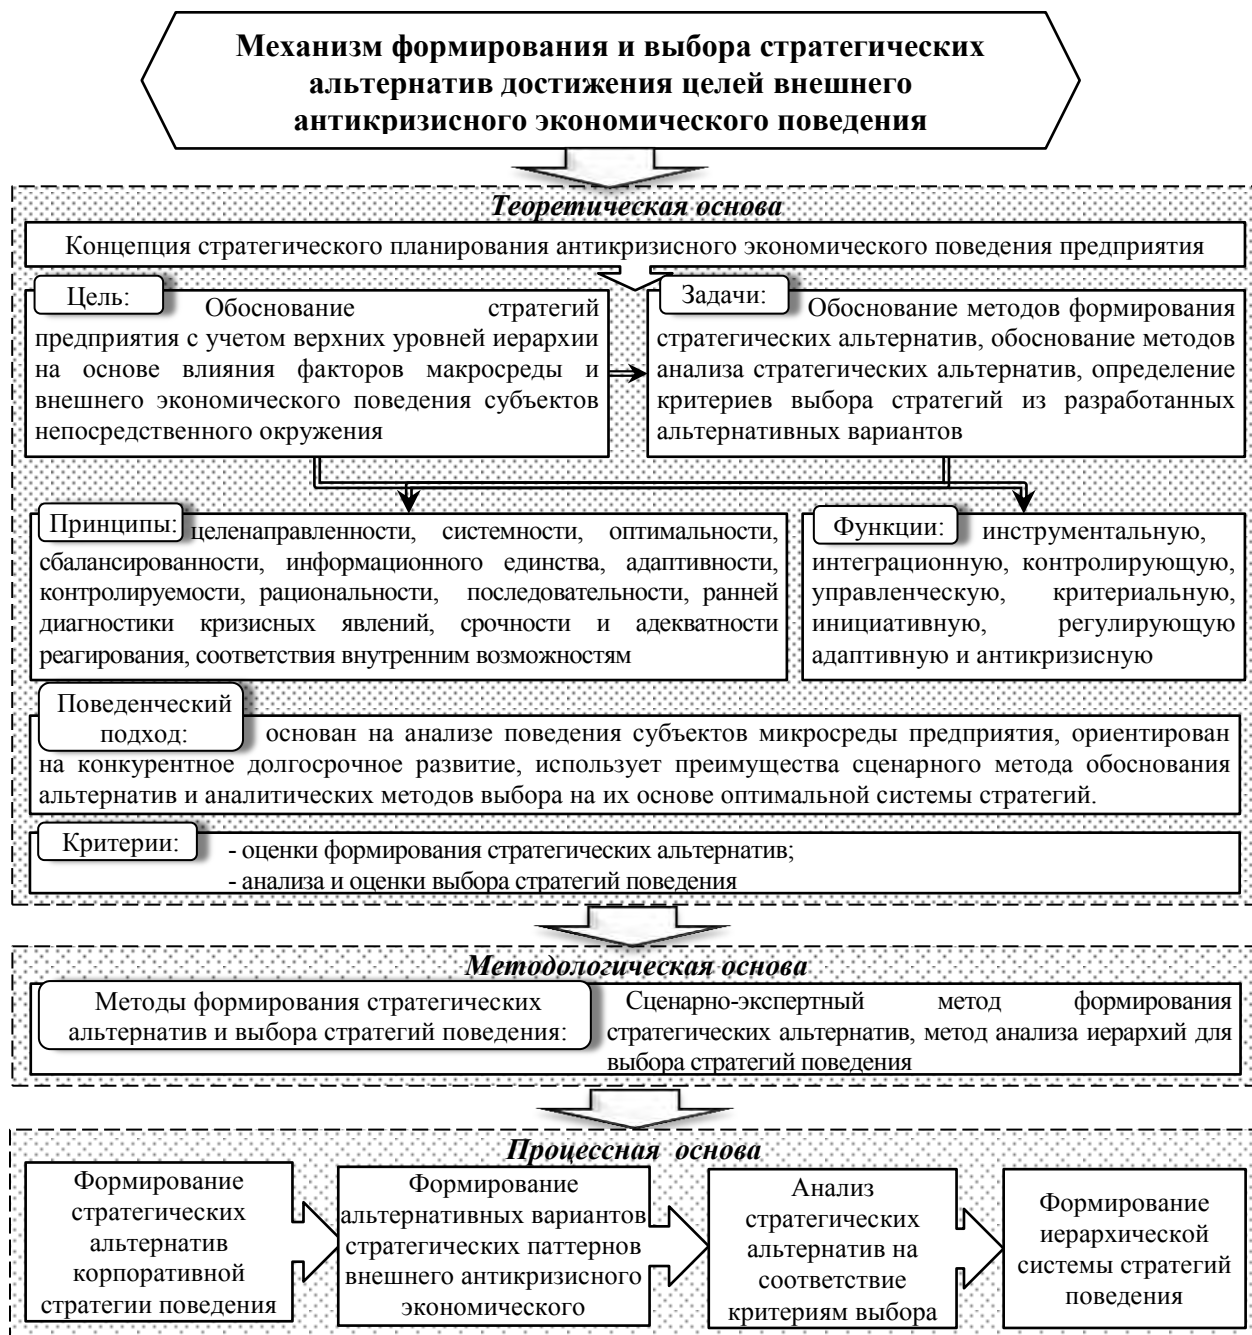 Механизм формирования и выбора стратегических
альтернатив достижения целей внешнего
антикризисного экономического поведения
Теоретическая основа
Концепция стратегического планирования антикризисного экономического поведения предприятия
Цель:
Обоснование стратегий
предприятия с учетом верхних уровней иерархии
на основе влияния факторов макросреды и
внешнего экономического поведения субъектов
непосредственного окружения
Задачи:
Обоснование методов формирования
стратегических альтернатив, обоснование методов
анализа стратегических альтернатив, определение
критериев выбора стратегий из разработанных
альтернативных вариантов
Принципы:
целенаправленности, системности, оптимальности,
сбалансированности, информационного единства, адаптивности,
контролируемости, рациональности, последовательности, ранней
диагностики кризисных явлений, срочности и адекватности
реагирования, соответствия внутренним возможностям
Функции:
инструментальную,
интеграционную, контролирующую,
управленческую, критериальную,
инициативную, регулирующую
адаптивную и антикризисную
Поведенческий
подход:
основан на анализе поведения субъектов микросреды предприятия, ориентирован
на конкурентное долгосрочное развитие, использует преимущества сценарного метода обоснования
альтернатив и аналитических методов выбора на их основе оптимальной системы стратегий.
Критерии:
- оценки формирования стратегических альтернатив;
- анализа и оценки выбора стратегий поведения
Методологическая основа
Методы формирования стратегических
альтернатив и выбора стратегий поведения:
Сценарно-экспертный метод формирования
стратегических альтернатив, метод анализа иерархий для
выбора стратегий поведения
Процессная основа
Формирование
стратегических
альтернатив
корпоративной
стратегии поведения
Формирование
альтернативных вариантов
стратегических паттернов
внешнего антикризисного
экономического
Анализ
стратегических
альтернатив на
соответствие
критериям выбора
Формирование
иерархической
системы стратегий
поведения